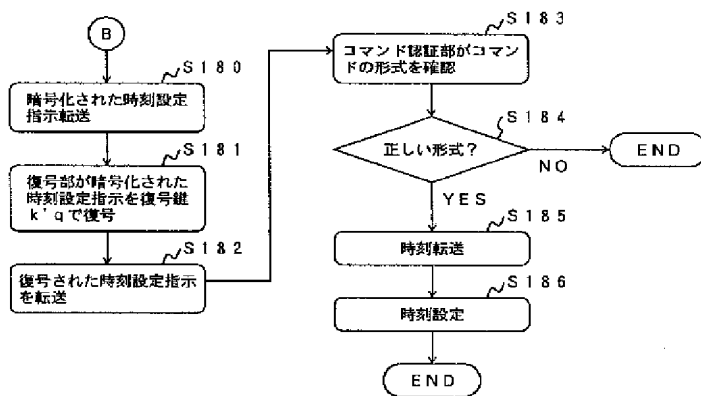 B
S180
暗号化された時刻設定
指示転送
S181
復号部が暗号化された
時刻設定指示を復号鍵
k'qで復号
S182
復号された時刻設定指示
を転送
S183
コマンド認証部がコマン
ドの形式を確認
S184
正しい形式?
NO
END
YES
S185
時刻転送
S186
時刻設定
END